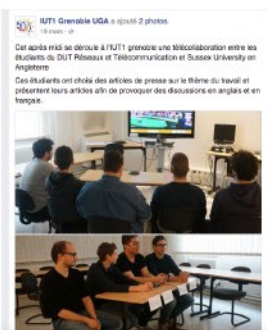 IUT1 Grenoble UGA a ajouté 2 photos.
18 mars
Cet après midi se déroule à l'IUT1 grenoble une télécollaboration entre les
étudiants du DUT Réseaux et Télécommunication et Sussex University en
Angleterre
Ces étudiants ont choisi des articles de presse sur le thème du travail et
présentent leurs articles afin de provoquer des discussions en anglais et en
français.